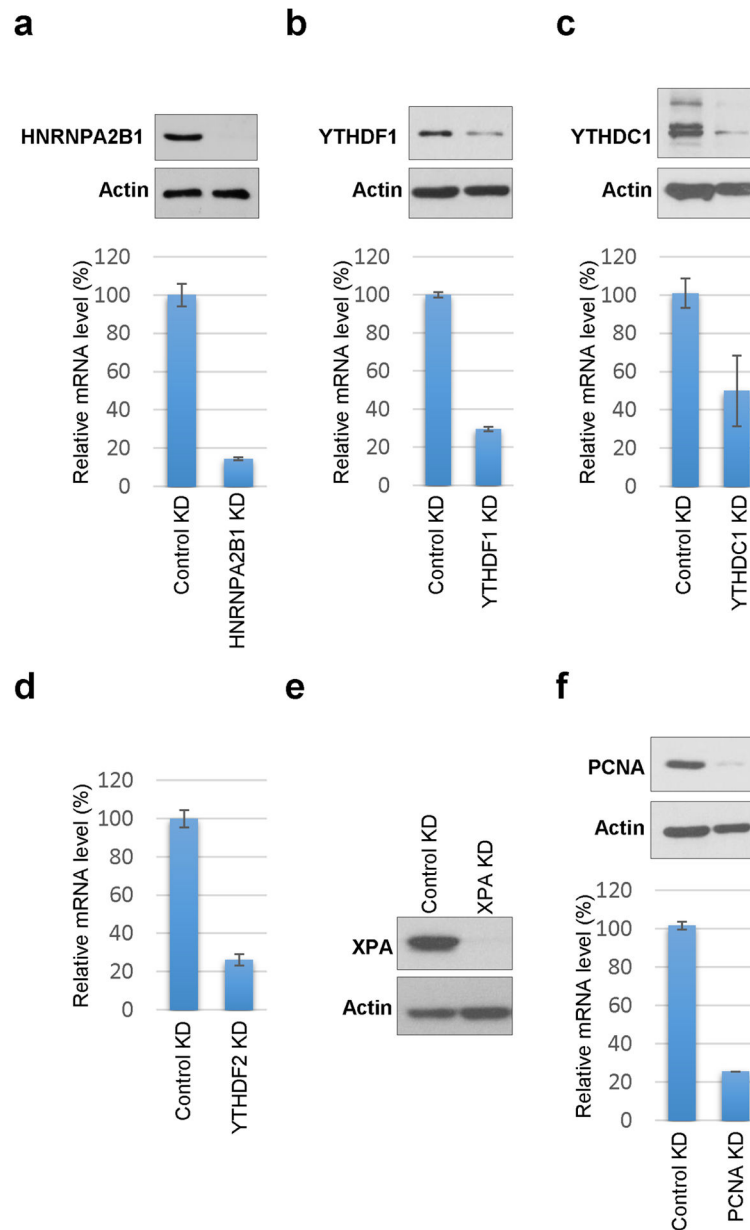 a
HNRNPA2B1
Actin
Relative mRNA level (%)
120
100
80
60
40
20
0
Control KD
HNRNPA2B1 KD
b
YTHDF1
Actin
Relative mRNA level (%)
120
100
80
60
40
20
0
Control KD
YTHDF1 KD
c
YTHDC1
Actin
Relative mRNA level (%)
120
100
80
60
40
20
0
Control KD
YTHDC1 KD
d
Relative mRNA level (%)
120
100
80
60
40
20
0
Control KD
YTHDF2 KD
e
Control KD
XPA KD
XPA
Actin
f
PCNA
Actin
Relative mRNA level (%)
120
100
80
60
40
20
0
Control KD
PCNA KD